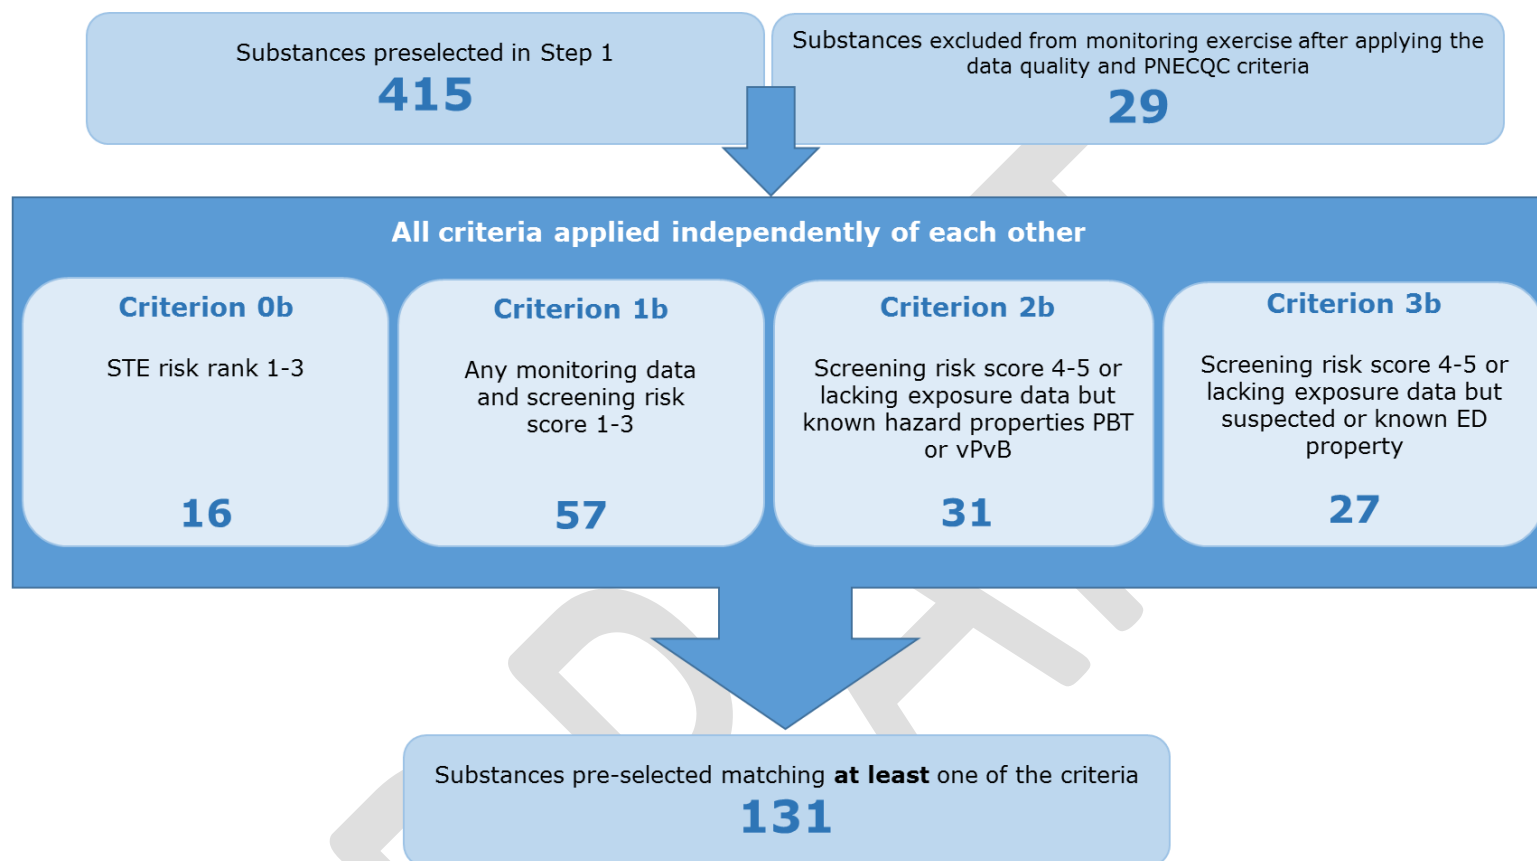 Substances preselected in Step 1
415
Substances excluded from monitoring exercise after applying the
data quality and PNECQC criteria
29
All criteria applied independently of each other
Criterion 0b
STE risk rank 1-3
16
Criterion 1b
Any monitoring data
and screening risk
score 1-3
57
Criterion 2b
Screening risk score 4-5 or
lacking exposure data but
known hazard properties PBT
or vPvB
31
Criterion 3b
Screening risk score 4-5 or
lacking exposure data but
suspected or known ED
property
27
Substances pre-selected matching at least one of the criteria
131